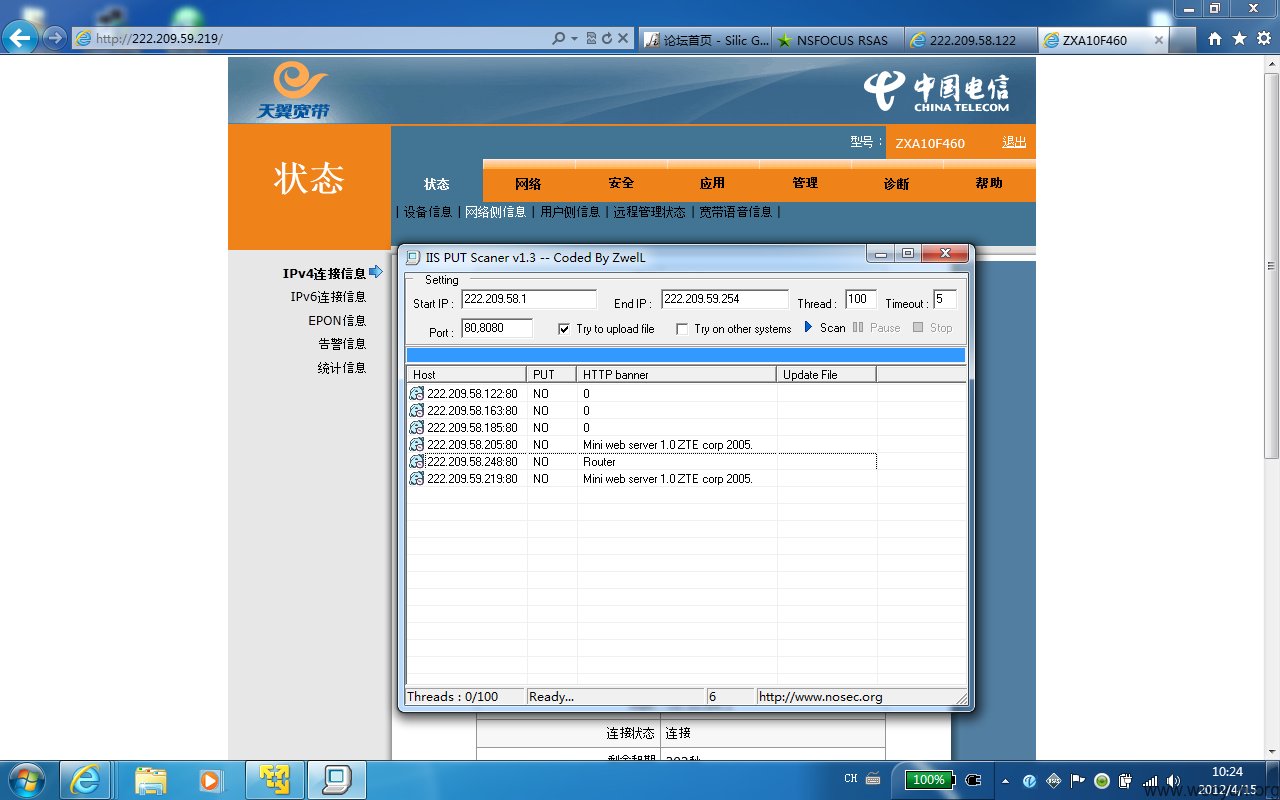 http://222.209.59.219/
论坛首页 - Silic G...
NSFOCUS RSAS
222.209.58.122
ZXA10F460
天翼宽带
中国电信
CHINA TELECOM
型号：
ZXA10F460
退出
状态
状态 网络 安全 应用 管理 诊断 帮助
| 设备信息 | 网络侧信息 | 用户侧信息 | 远程管理状态 | 宽带语音信息 |
IPv4连接信息
IPv6连接信息
EPON信息
告警信息
统计信息
IIS PUT Scaner v1.3 -- Coded By ZwelL
Setting
Start IP : 222.209.58.1 End IP : 222.209.59.254 Thread : 100 Timeout : 5
Port : 80,8080 Try to upload file Try on other systems Scan Pause Stop
Host PUT HTTP banner Update File
222.209.58.122:80 NO 0
222.209.58.163:80 NO 0
222.209.58.185:80 NO 0
222.209.58.205:80 NO Mini web server 1.0 ZTE corp 2005.
222.209.58.248:80 NO Router
222.209.59.219:80 NO Mini web server 1.0 ZTE corp 2005.
Threads : 0/100 Ready... 6 http://www.nosec.org
连接状态 连接
CH
100%
10:24
2012/4/15